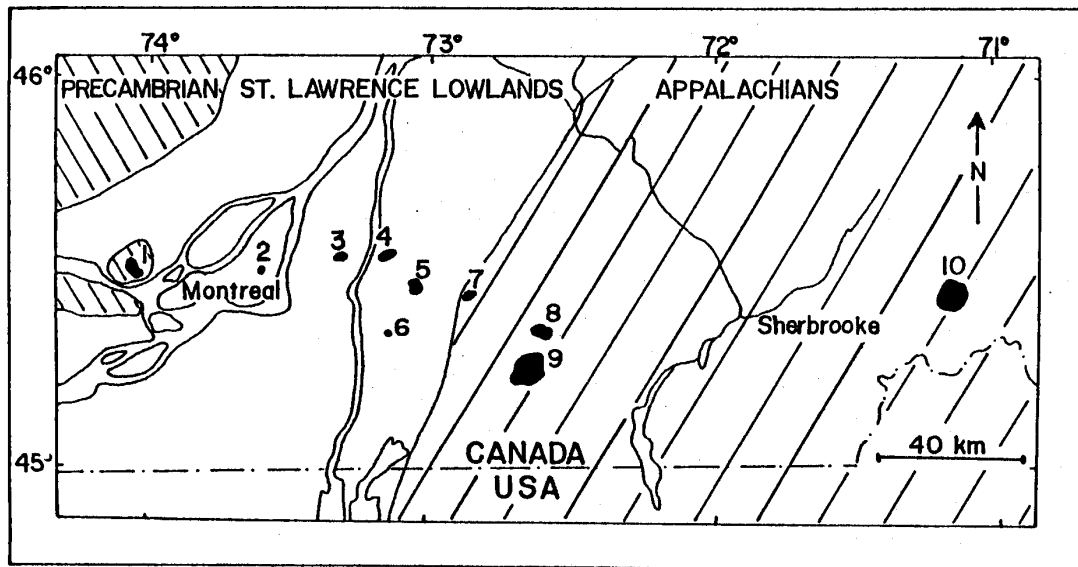 74° 73° 72° 71°
46°
PRECAMBRIAN ST. LAWRENCE LOWLANDS APPALACHIANS
N
1 2 3 4 5 6 7 8 9 10
Montreal
Sherbrooke
45°
40 km
CANADA
USA